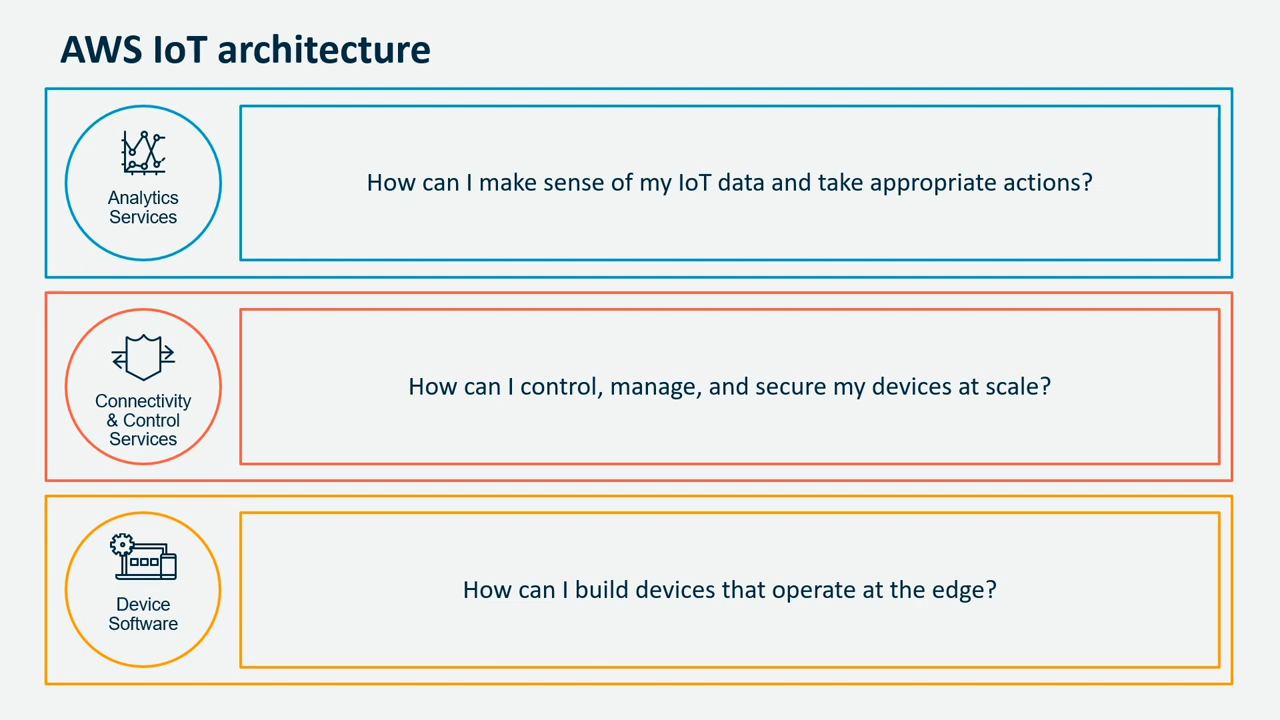 AWS IoT architecture
Analytics
Services
How can I make sense of my IoT data and take appropriate actions?
Connectivity
& Control
Services
How can I control, manage, and secure my devices at scale?
Device
Software
How can I build devices that operate at the edge?